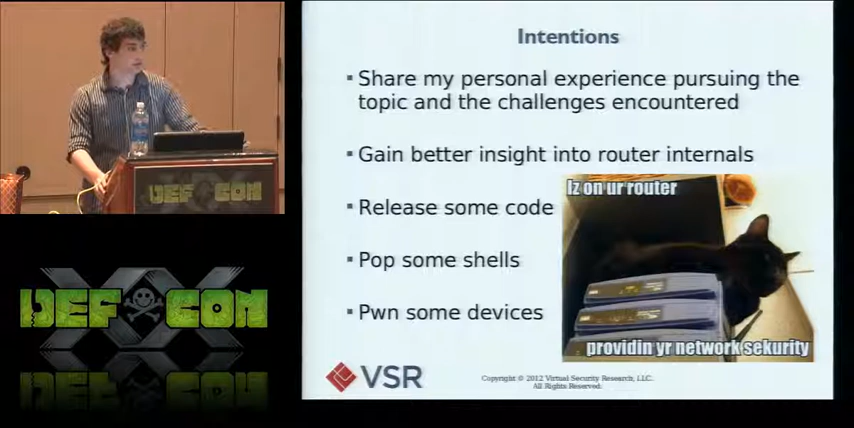 DEF CON
XX
DEF CON
Intentions
Share my personal experience pursuing the
topic and the challenges encountered
Gain better insight into router internals
Release some code
Pop some shells
Pwn some devices
Iz on ur router
providin yr network sekurity
VSR
Copyright © 2012 Virtual Security Research, LLC.
All Rights Reserved.